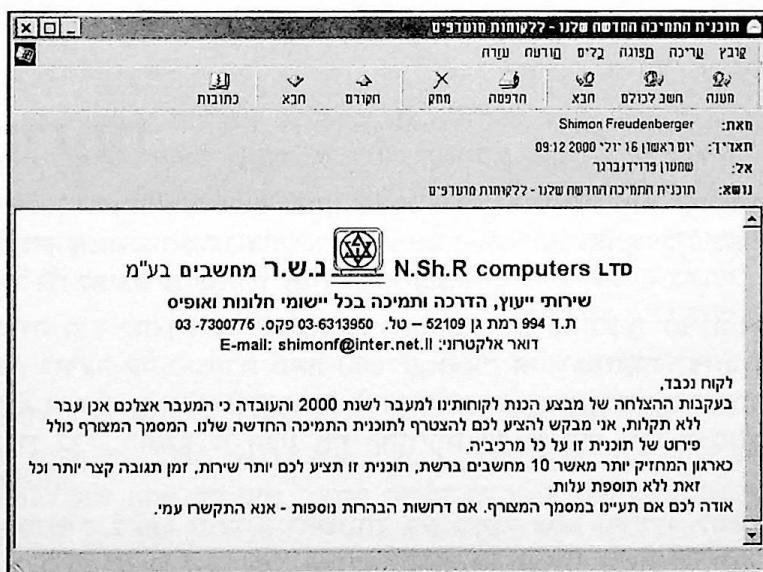 תוכנית התמיכה החדשה שלנו - ללקוחות מועדפים
קובץ עריכה תצוגה כלים הודעה עזרה
מענה השב לכולם הבא הדפסה מחק הקודם הבא כתובות
מאת: Shimon Freudenberger
תאריך: יום ראשון 16 יולי 2000 09:12
אל: שמעון פרוידנברגר
נושא: תוכנית התמיכה החדשה שלנו - ללקוחות מועדפים
נ.ש.ר מחשבים בע"מ N.Sh.R computers LTD
שירותי ייעוץ, הדרכה ותמיכה בכל יישומי חלונות ואופיס
ת.ד 994 רמת גן 52109 – טל. 03-6313950 פקס. 03-7300775
דואר אלקטרוני: E-mail: shimonf@inter.net.il
לקוח נכבד,
בעקבות ההצלחה של מבצע הכנת לקוחותינו למעבר לשנת 2000 והעובדה כי המעבר אצלכם אכן עבר
ללא תקלות, אני מבקש להציע לכם להצטרף לתוכנית התמיכה החדשה שלנו. המסמך המצורף כולל
פירוט של תוכנית זו על כל מרכיביה.
כארגון המחזיק יותר מאשר 10 מחשבים ברשת, תוכנית זו תציע לכם יותר שירות, זמן תגובה קצר יותר וכל
זאת ללא תוספת עלות.
אודה לכם אם תעיינו במסמך המצורף. אם דרושות הבהרות נוספות - אנא התקשרו עמי.